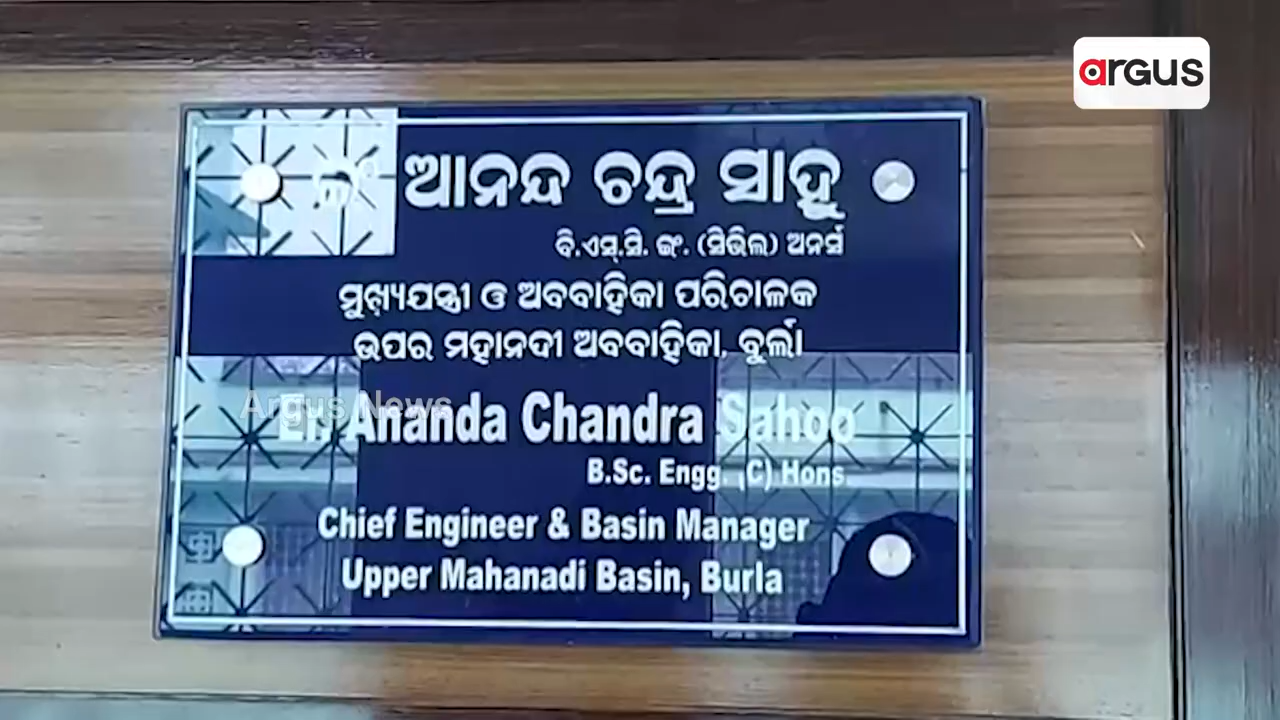 argus
ଇଂ ଆନନ୍ଦ ଚନ୍ଦ୍ର ସାହୁ
ବି.ଏସ୍.ସି. ଇଂ. (ସିଭିଲ) ଅନର୍ସ
ମୁଖ୍ୟଯନ୍ତ୍ରୀ ଓ ଅବବାହିକା ପରିଚାଳକ
ଉପର ମହାନଦୀ ଅବବାହିକା, ବୁର୍ଲା
Argus News
Er. Ananda Chandra Sahoo
B.Sc. Engg. (C) Hons.
Chief Engineer & Basin Manager
Upper Mahanadi Basin, Burla